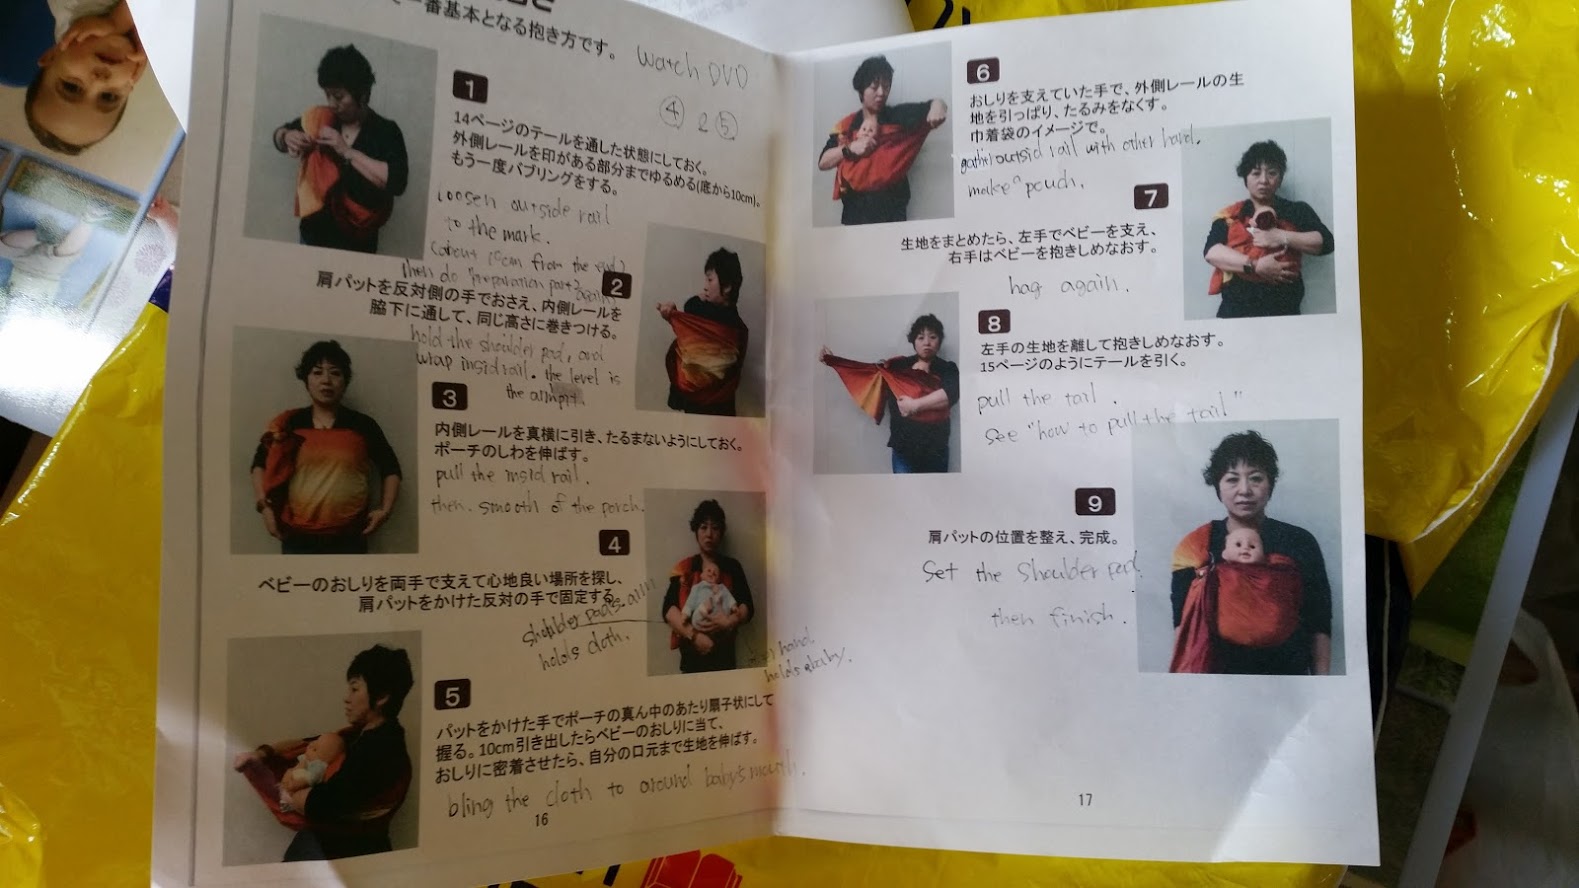 一番基本となる抱き方です。
watch DVD
④ & ⑤
1
14ページのテールを通した状態にしておく。
外側レールを印がある部分までゆるめる(底から10cm)。
もう一度バブリングをする。
loosen outside rail
to the mark.
(about 10cm from the end)
then do "preparation part2" again
2
肩パットを反対側の手でおさえ、内側レールを
脇下に通して、同じ高さに巻きつける。
hold the shoulder pad, and
wrap insid rail. the level is
the armpit.
3
内側レールを真横に引き、たるまないようにしておく。
ポーチのしわを伸ばす。
pull the insid rail.
then. smooth of the porch.
4
ベビーのおしりを両手で支えて心地良い場所を探し、
肩パットをかけた反対の手で固定する。
shoulder pads. arm
holds cloth.
hand
holds baby.
5
パットをかけた手でポーチの真ん中のあたり扇子状にして
握る。10cm引き出したらベビーのおしりに当て、
おしりに密着させたら、自分の口元まで生地を伸ばす。
bling the cloth to around baby's mouth.
16
6
おしりを支えていた手で、外側レールの生
地を引っぱり、たるみをなくす。
巾着袋のイメージで。
gather outsid rail with other hand.
make a pouch.
7
生地をまとめたら、左手でベビーを支え、
右手はベビーを抱きしめなおす。
hag again.
8
左手の生地を離して抱きしめなおす。
15ページのようにテールを引く。
pull the tail.
see "how to pull the tail"
9
肩パットの位置を整え、完成。
set the shoulder pad.
then finish.
17